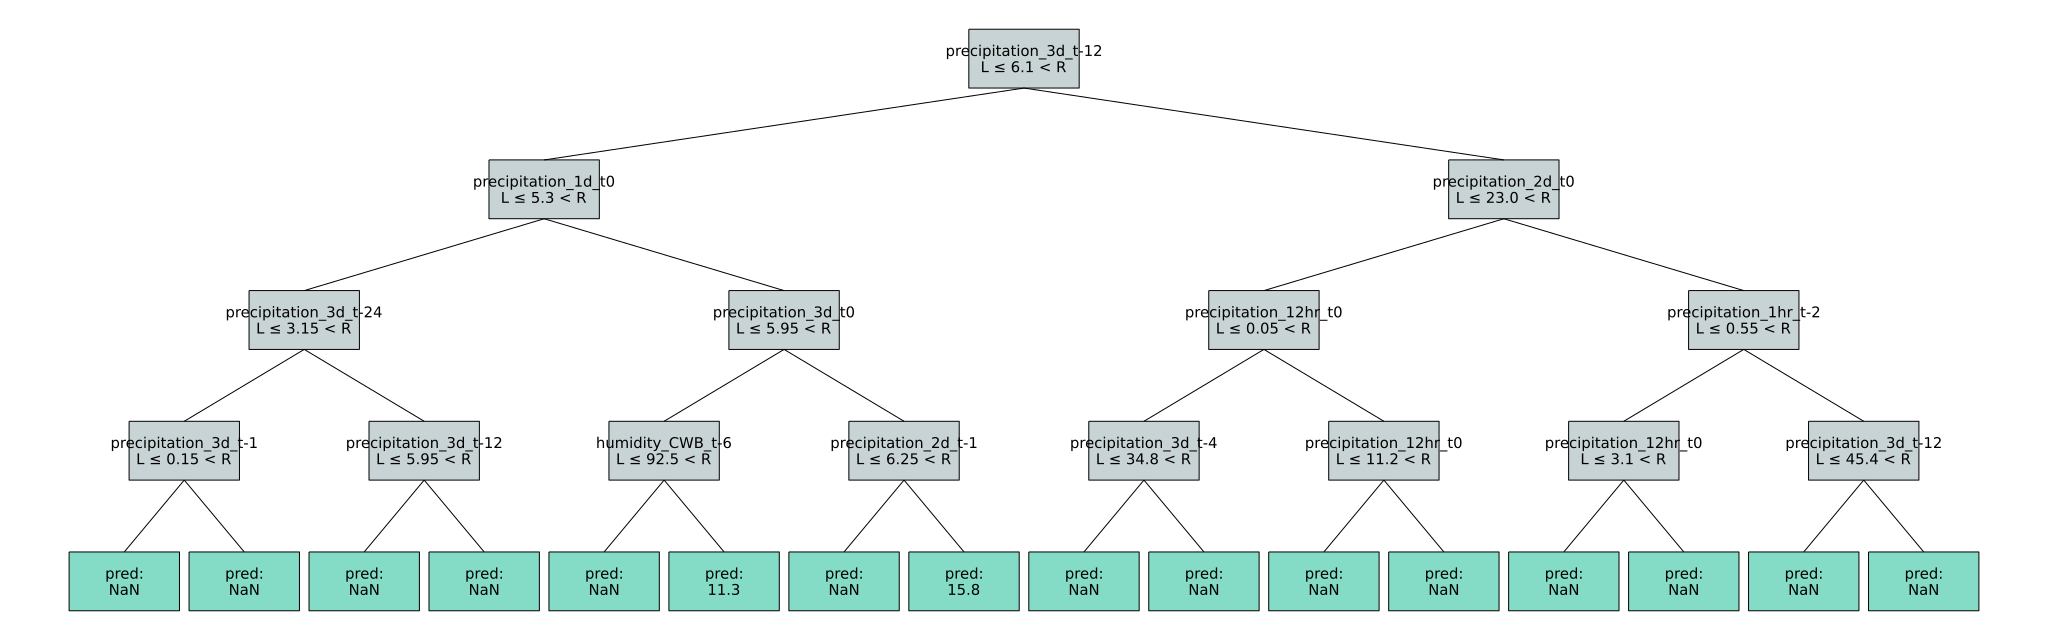 precipitation_3d_t-12
L ≤ 6.1 < R
precipitation_1d_t0
L ≤ 5.3 < R
precipitation_2d_t0
L ≤ 23.0 < R
precipitation_3d_t-24
L ≤ 3.15 < R
precipitation_3d_t0
L ≤ 5.95 < R
precipitation_12hr_t0
L ≤ 0.05 < R
precipitation_1hr_t-2
L ≤ 0.55 < R
precipitation_3d_t-1
L ≤ 0.15 < R
precipitation_3d_t-12
L ≤ 5.95 < R
humidity_CWB_t-6
L ≤ 92.5 < R
precipitation_2d_t-1
L ≤ 6.25 < R
precipitation_3d_t-4
L ≤ 34.8 < R
precipitation_12hr_t0
L ≤ 11.2 < R
precipitation_12hr_t0
L ≤ 3.1 < R
precipitation_3d_t-12
L ≤ 45.4 < R
pred:
NaN
pred:
NaN
pred:
NaN
pred:
NaN
pred:
NaN
pred:
11.3
pred:
NaN
pred:
15.8
pred:
NaN
pred:
NaN
pred:
NaN
pred:
NaN
pred:
NaN
pred:
NaN
pred:
NaN
pred:
NaN